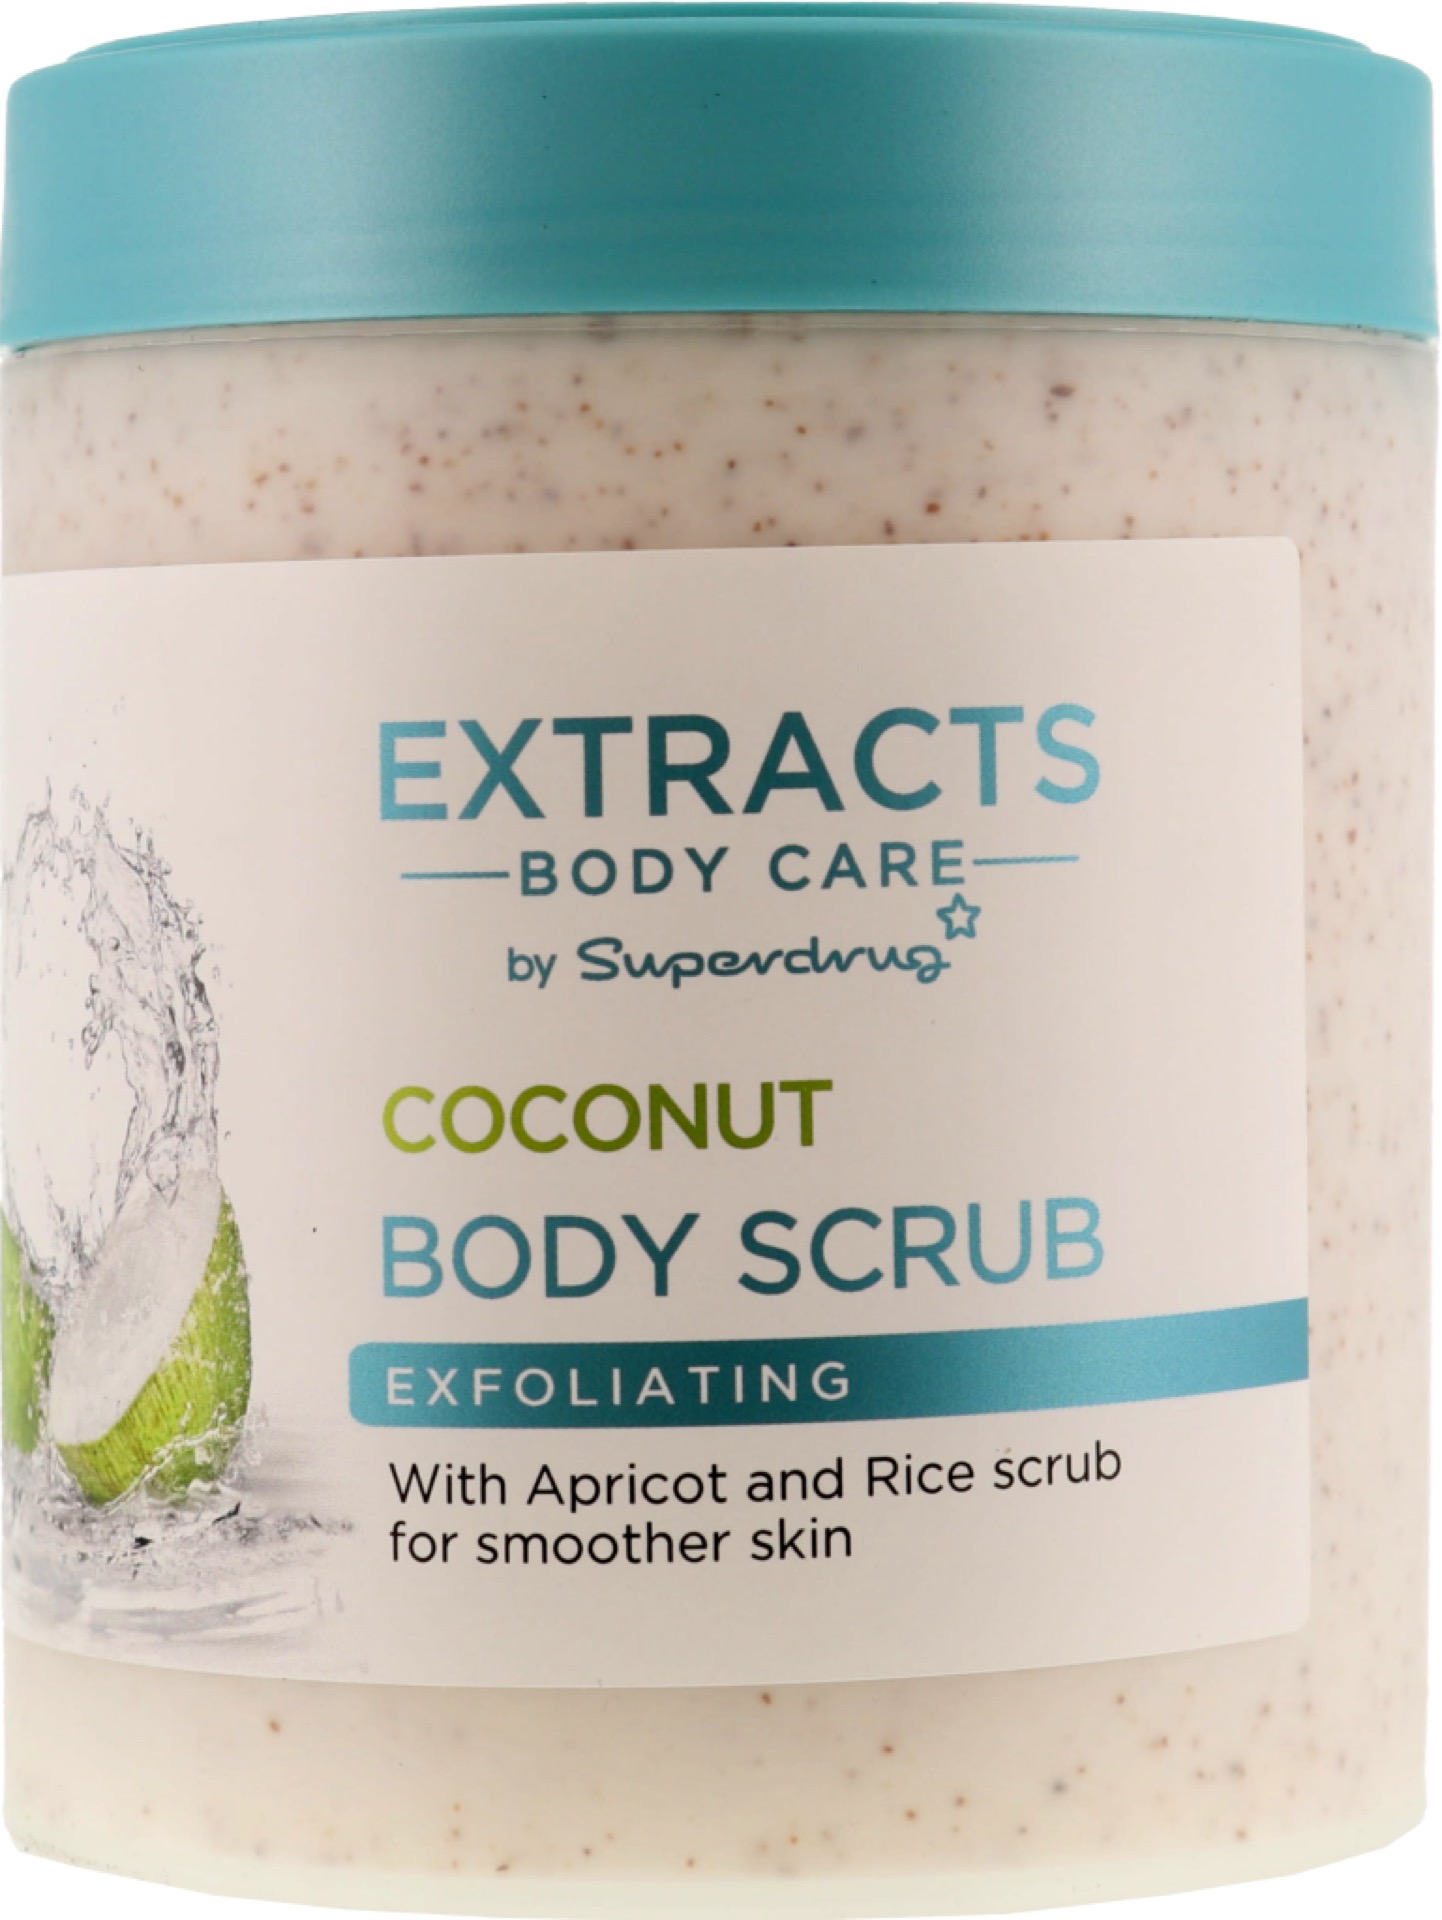 EXTRACTS
BODY CARE
by Superdrug
COCONUT
BODY SCRUB
EXFOLIATING
With Apricot and Rice scrub
for smoother skin